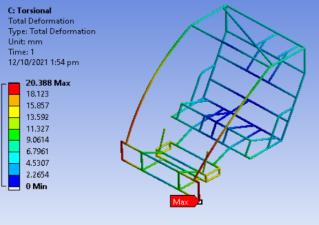 C: Torsional
Total Deformation
Type: Total Deformation
Unit: mm
Time: 1
12/10/2021 1:54 pm
20.388 Max
18.123
15.857
13.592
11.327
9.0614
6.7961
4.5307
2.2654
0 Min
Max